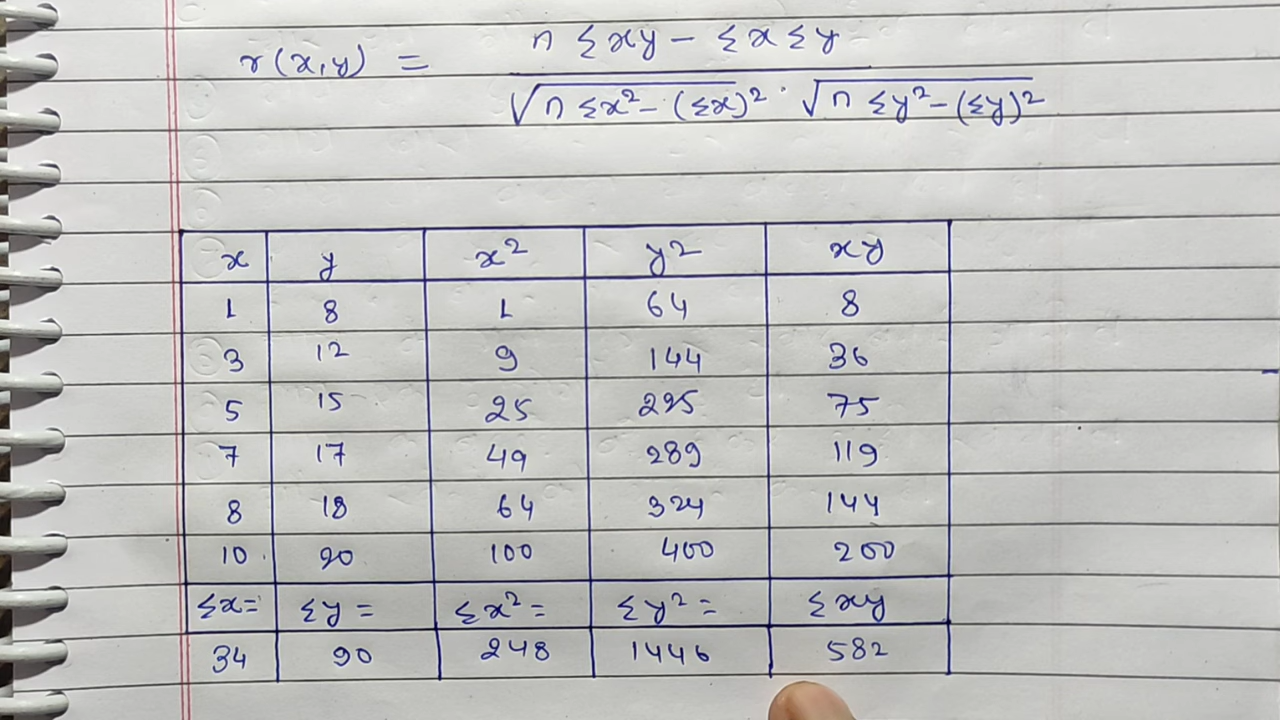 r(x,y) = n Σxy - Σx Σy / √n Σx² - (Σx)² · √n Σy² - (Σy)²
x y x² y² xy
1 8 1 64 8
3 12 9 144 36
5 15 25 225 75
7 17 49 289 119
8 18 64 324 144
10 20 100 400 200
Σx= Σy = Σx² = Σy² = Σxy
34 90 248 1446 582